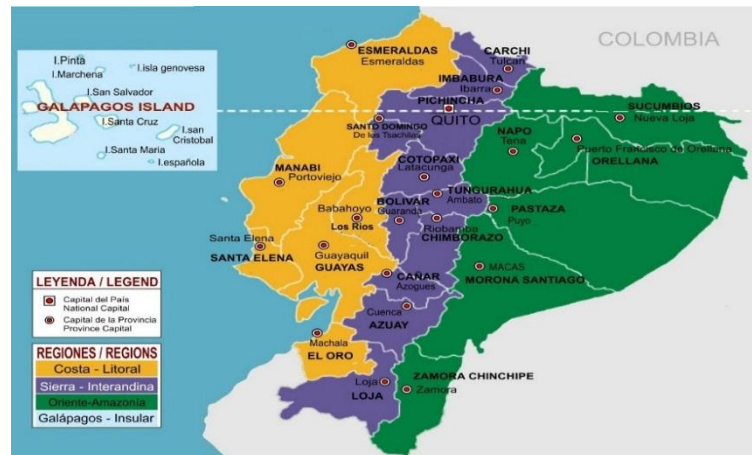 COLOMBIA
I.Pinta
I.Marchena
I.isla genovesa
I.San Salvador
GALAPAGOS ISLAND
I.Santa Cruz
I.san
Cristobal
I.Santa Maria
I.española
ESMERALDAS
Esmeraldas
CARCHI
Tulcan
IMBABURA
Ibarra
PICHINCHA
QUITO
SUCUMBIOS
Nueva Loja
SANTO DOMINGO
De los Tsachilas
NAPO
Tena
Puerto Francisco de Orellana
ORELLANA
COTOPAXI
Latacunga
MANABI
Portoviejo
TUNGURAHUA
Ambato
BOLIVAR
Guaranda
PASTAZA
Puyo
Babahoyo
Los Rios
Riobamba
CHIMBORAZO
Santa Elena
SANTA ELENA
Guayaquil
GUAYAS
CAÑAR
Azogues
MACAS
MORONA SANTIAGO
Cuenca
AZUAY
Machala
EL ORO
Loja
LOJA
ZAMORA CHINCHIPE
Zamora
LEYENDA / LEGEND
Capital del País
National Capital
Capital de la Provincia
Province Capital
REGIONES / REGIONS
Costa - Litoral
Sierra - Interandina
Oriente-Amazonía
Galápagos - Insular